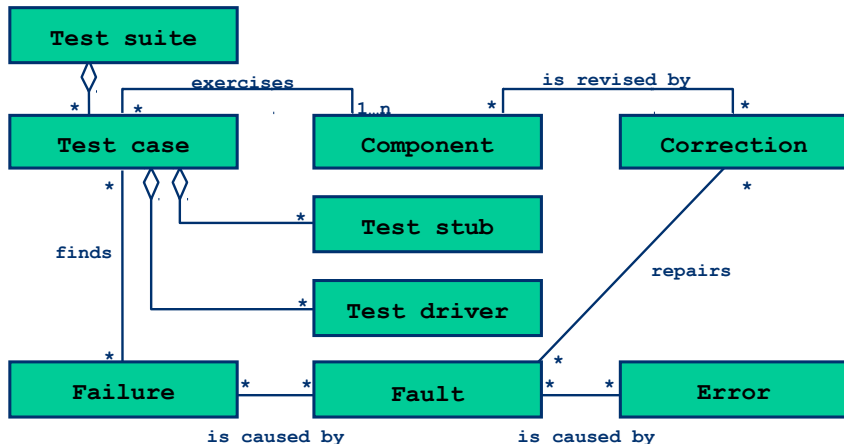 Test suite
exercises
is revised by
* * 1…n * *
Test case Component Correction
* *
* Test stub
finds repairs
* Test driver
* *
Failure * * Fault * * Error
is caused by is caused by